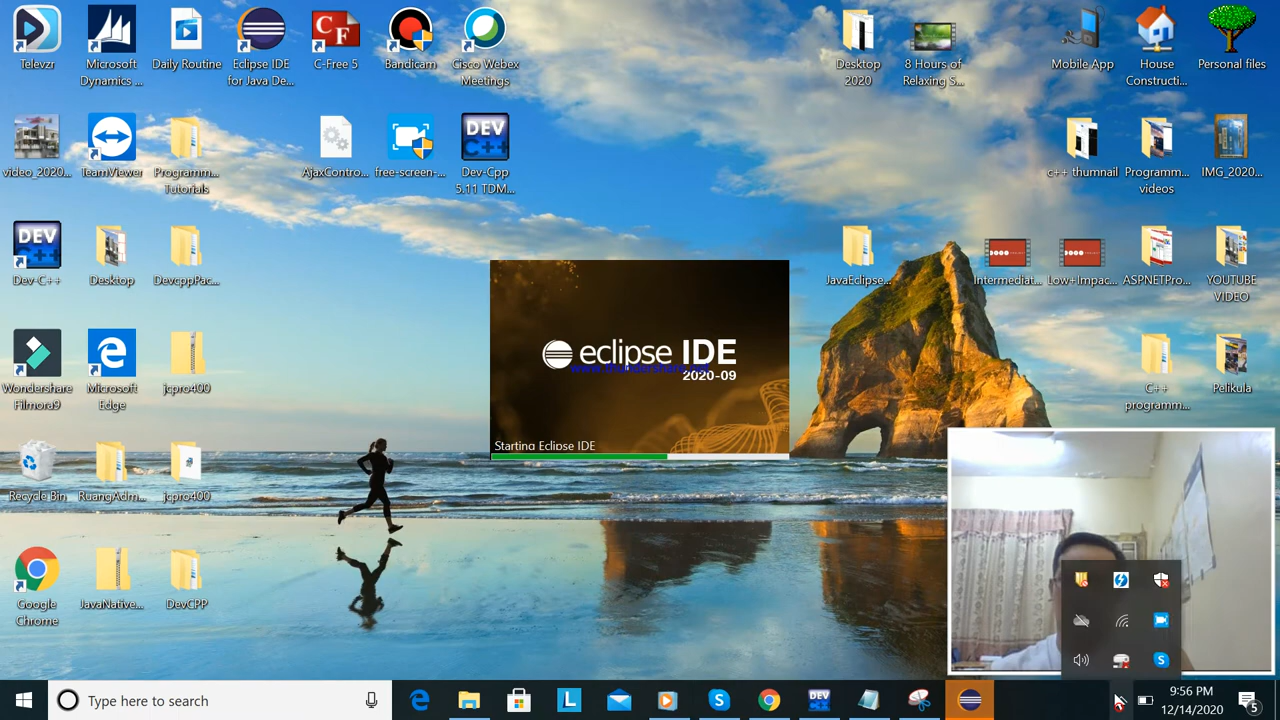 Televzr
Microsoft
Dynamics ...
Daily Routine
Eclipse IDE
for Java De...
C-Free 5
Bandicam
Cisco Webex
Meetings
Desktop
2020
8 Hours of
Relaxing S...
Mobile App
House
Constructi...
Personal files
video_2020...
TeamViewer
Programm...
Tutorials
AjaxContro...
free-screen-...
Dev-Cpp
5.11 TDM...
c++ thumnail
Programm...
videos
IMG_2020...
Dev-C++
Desktop
DevcppPac...
JavaEclipse...
Intermediat...
Low+Impac...
ASPNETPro...
YOUTUBE
VIDEO
eclipse IDE
www.thundershare.net
2020-09
Starting Eclipse IDE
Wondershare
Filmora9
Microsoft
Edge
jcpro400
C++
programm...
Pelikula
Recycle Bin
RuangAdm...
jcpro400
Google
Chrome
JavaNative...
DevCPP
Type here to search
9:56 PM
12/14/2020
5